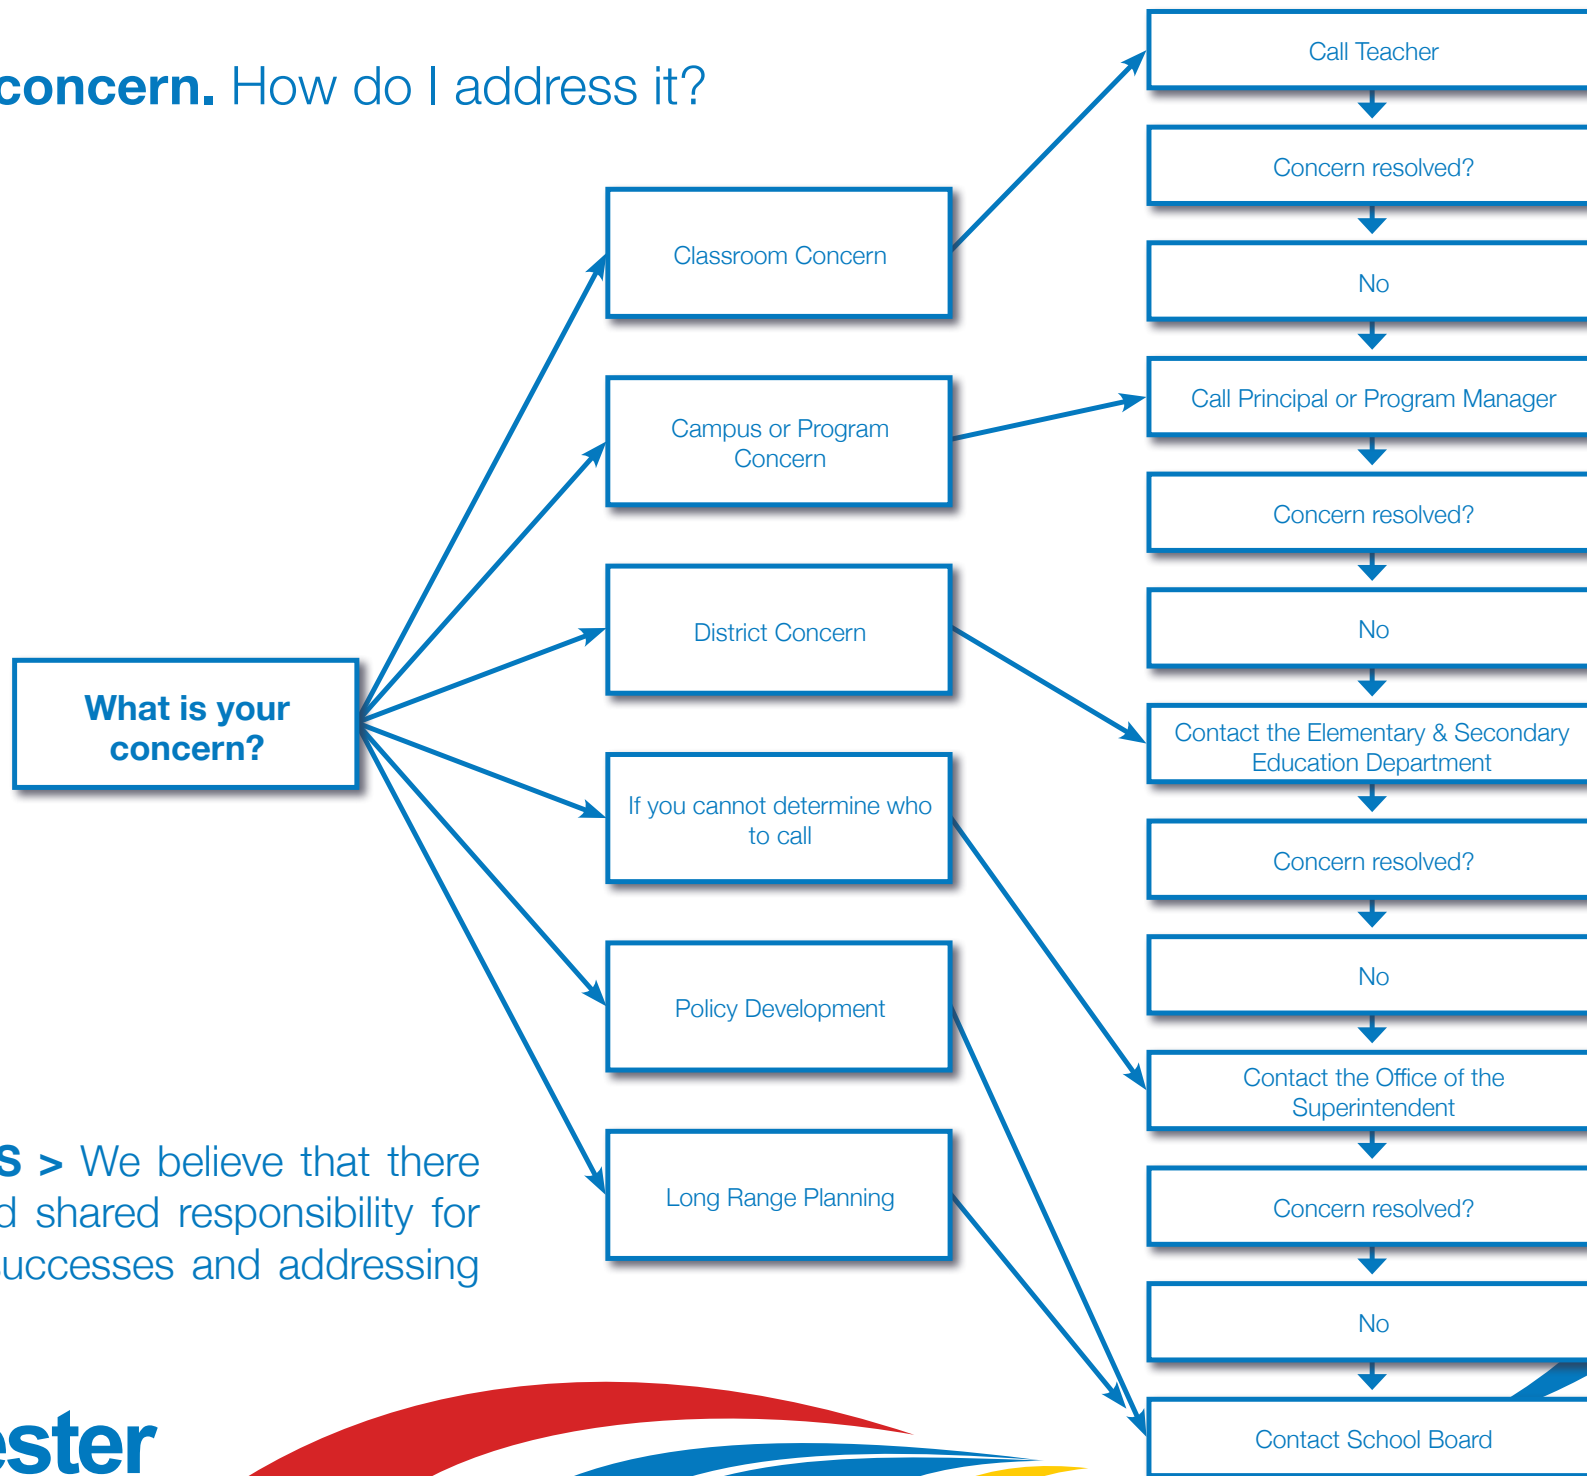 concern. How do I address it?
What is your
concern?
Classroom Concern
Campus or Program
Concern
District Concern
If you cannot determine who
to call
Policy Development
Long Range Planning
Call Teacher
Concern resolved?
No
Call Principal or Program Manager
Concern resolved?
No
Contact the Elementary & Secondary
Education Department
Concern resolved?
No
Contact the Office of the
Superintendent
Concern resolved?
No
Contact School Board
S > We believe that there
d shared responsibility for
successes and addressing
ester